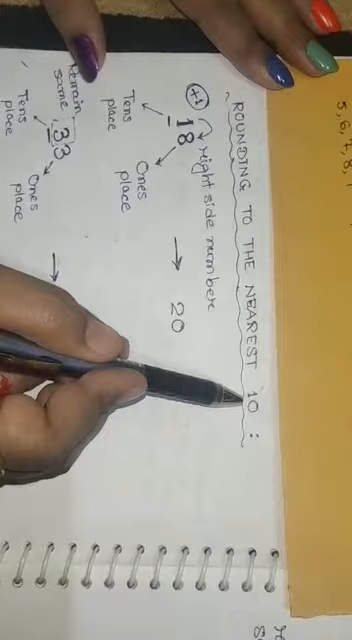 5, 6, 7, 8,
ROUNDING TO THE NEAREST 10 :
+1 Right side number
18 → 20
Tens place
Ones place
Remain same
33 →
Tens place
Ones place